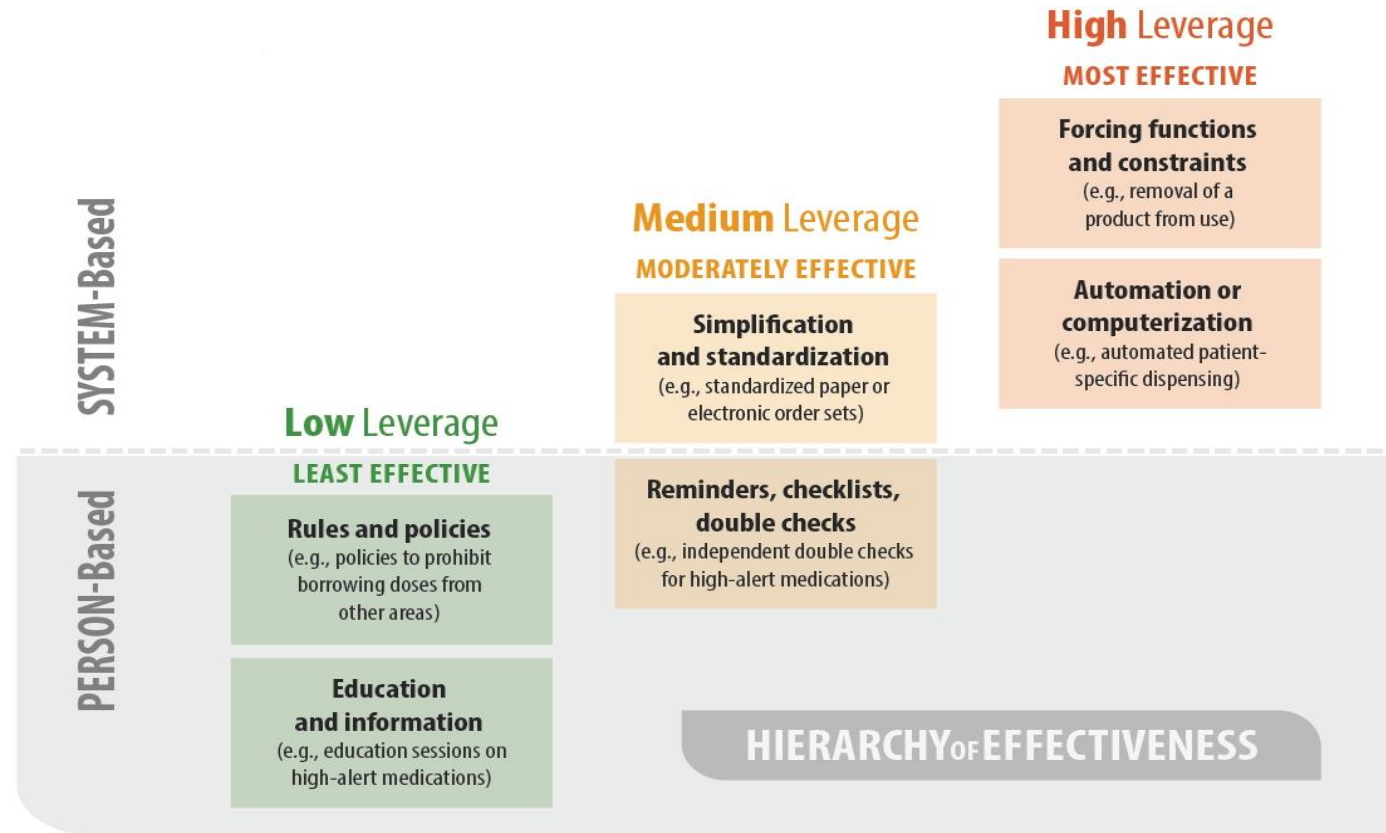 High Leverage
MOST EFFECTIVE
Forcing functions
and constraints
(e.g., removal of a
product from use)
Automation or
computerization
(e.g., automated patient-
specific dispensing)
Medium Leverage
MODERATELY EFFECTIVE
Simplification
and standardization
(e.g., standardized paper or
electronic order sets)
Reminders, checklists,
double checks
(e.g., independent double checks
for high-alert medications)
Low Leverage
LEAST EFFECTIVE
Rules and policies
(e.g., policies to prohibit
borrowing doses from
other areas)
Education
and information
(e.g., education sessions on
high-alert medications)
SYSTEM-Based
PERSON-Based
HIERARCHY OF EFFECTIVENESS